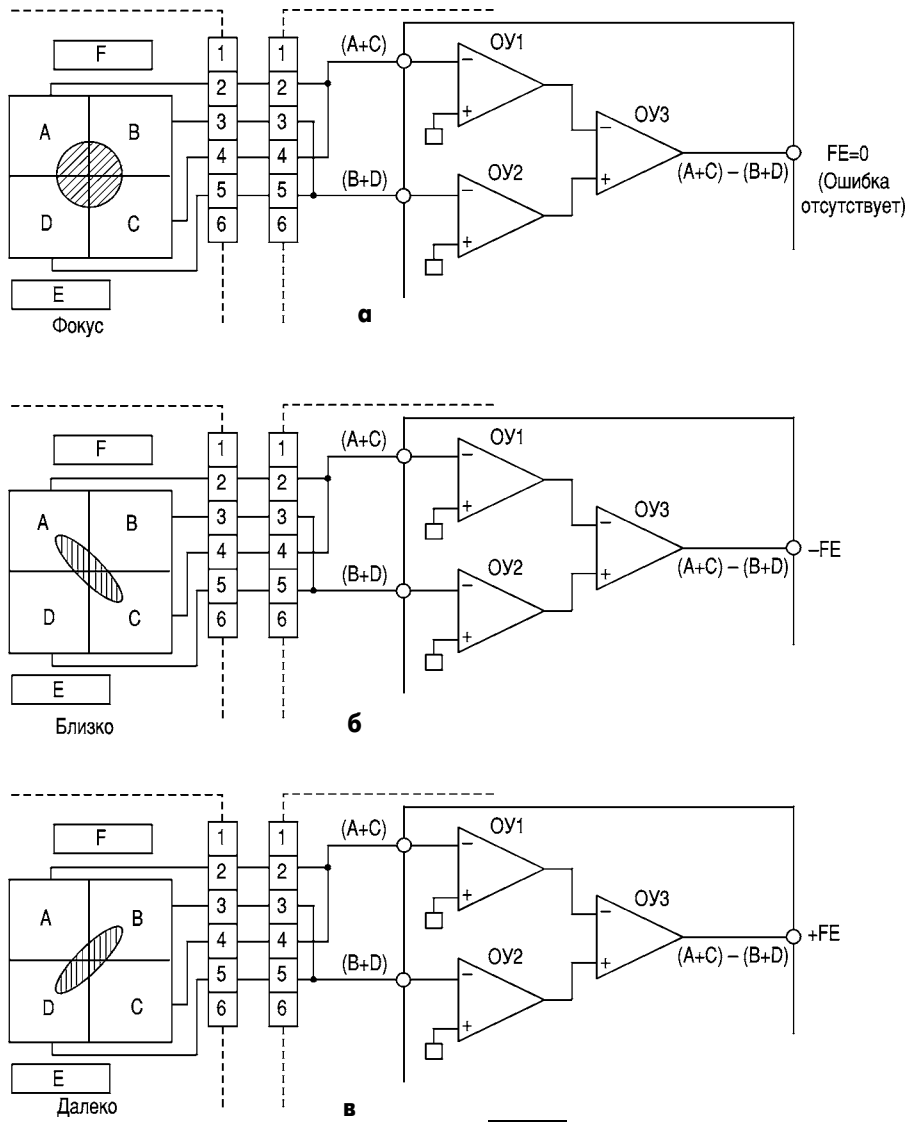 F
A B
D C
E
Фокус
1 1
2 2
3 3
4 4
5 5
6 6
(A+C)
(B+D)
ОУ1
−
+
ОУ2
−
+
ОУ3
−
+
(A+C) − (B+D)
FE=0
(Ошибка
отсутствует)
а
F
A B
D C
E
Близко
1 1
2 2
3 3
4 4
5 5
6 6
(A+C)
(B+D)
ОУ1
−
+
ОУ2
−
+
ОУ3
−
+
(A+C) − (B+D)
−FE
б
F
A B
D C
E
Далеко
1 1
2 2
3 3
4 4
5 5
6 6
(A+C)
(B+D)
ОУ1
−
+
ОУ2
−
+
ОУ3
−
+
(A+C) − (B+D)
+FE
в